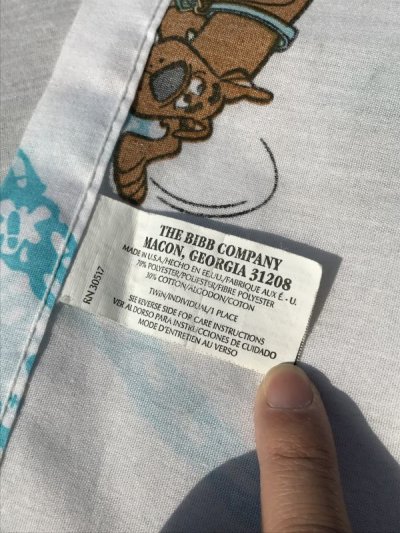 THE BIBB COMPANY
MACON, GEORGIA 31208
MADE IN U.S.A./HECHO EN EE.UU./FABRIQUE AUX É.-U.
70% POLYESTER/POLIESTER/FIBRE POLYESTER
30% COTTON/ALGODON/COTON
TWIN/INDIVIDUAL/1 PLACE
SEE REVERSE SIDE FOR CARE INSTRUCTIONS
VER AL DORSO PARA INSTRUCCIONES DE CUIDADO
MODE D'ENTRETIEN AU VERSO
RN 30517